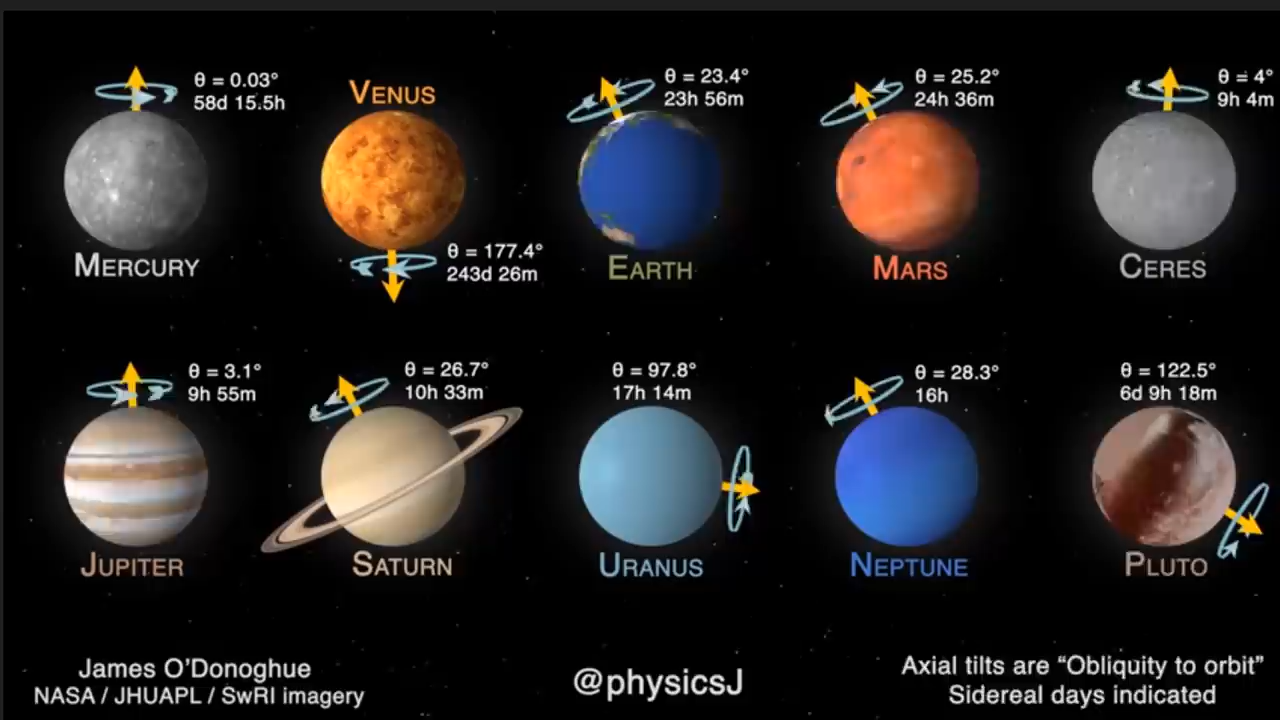 θ = 0.03°
58d 15.5h
MERCURY
VENUS
θ = 177.4°
243d 26m
θ = 23.4°
23h 56m
EARTH
θ = 25.2°
24h 36m
MARS
θ = 4°
9h 4m
CERES
θ = 3.1°
9h 55m
JUPITER
θ = 26.7°
10h 33m
SATURN
θ = 97.8°
17h 14m
URANUS
θ = 28.3°
16h
NEPTUNE
θ = 122.5°
6d 9h 18m
PLUTO
James O’Donoghue
NASA / JHUAPL / SwRI imagery
@physicsJ
Axial tilts are “Obliquity to orbit”
Sidereal days indicated